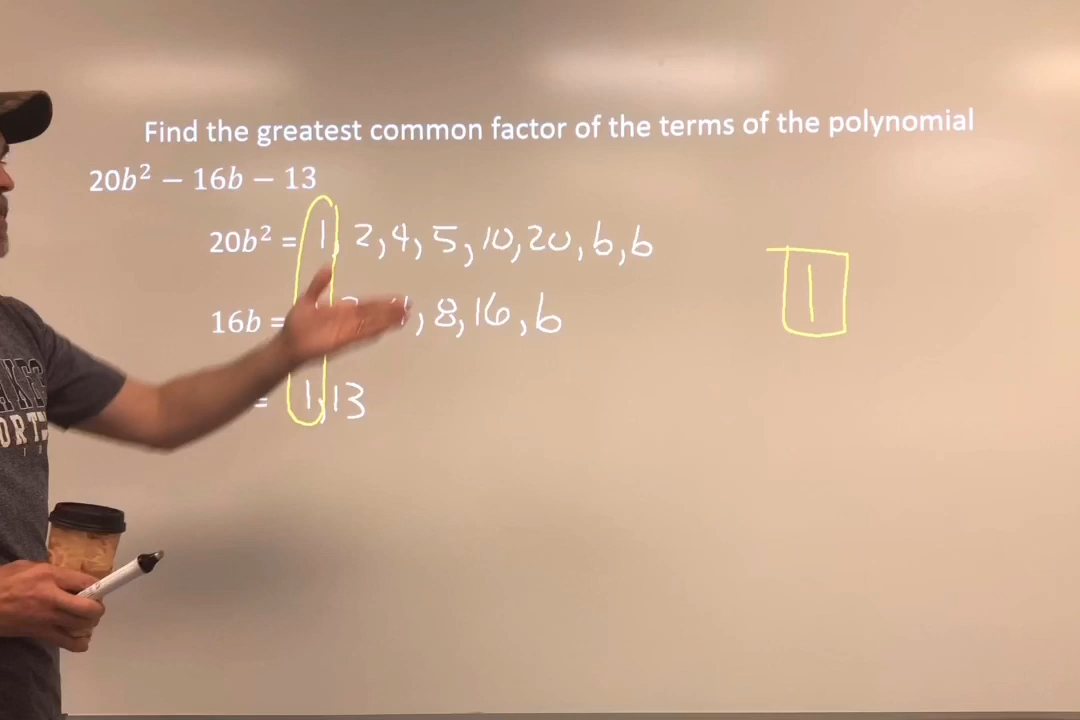 Find the greatest common factor of the terms of the polynomial
20b² − 16b − 13
20b² = 1, 2, 4, 5, 10, 20, b, b
16b = 4, 8, 16, b
= 1, 13
1